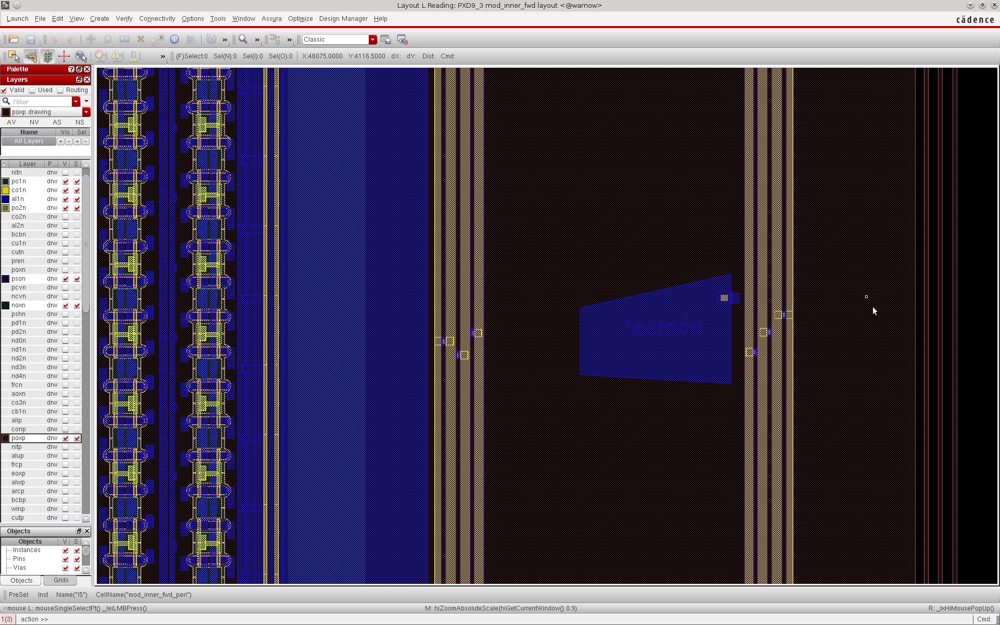 Layout L Reading: PXD9_3 mod_inner_fwd layout <@warnow>
Launch File Edit View Create Verify Connectivity Options Tools Window Assura Optimize Design Manager Help
cādence
» » » Classic
» (F)Select:0 Sel(N):0 Sel(I):0 Sel(O):0 X:46075.0000 Y:4116.5000 dX: dY: Dist: Cmd:
Palette
Layers
Valid Used Routing
Filter
poxp drawing
AV NV AS NS
Name Vis Sel
All Layers + - + -
Layer P... V S
nitn drw
po1n drw
co1n drw
al1n drw
po2n drw
co2n drw
al2n drw
bcbn drw
cu1n drw
cutn drw
pren drw
poxn drw
pson drw
pcvn drw
ncvn drw
noxn drw
pshn drw
pd1n drw
pd2n drw
nd0n drw
nd1n drw
nd2n drw
nd3n drw
nd4n drw
frcn drw
aoxn drw
co3n drw
cb1n drw
alip drw
conp drw
poxp drw
nitp drw
alup drw
frcp drw
eoxp drw
alwp drw
arcp drw
bcbp drw
winp drw
cutp drw
Objects
Objects V S
Instances
Pins
Vias
Objects Grids
PreSel: Inst Name("I5") CellName("mod_inner_fwd_peri")
mouse L: mouseSingleSelectPt() _leiLMBPress() M: hiZoomAbsoluteScale(hiGetCurrentWindow() 0.9) R: _lxHiMousePopUp()
1(3) action >> Cmd: